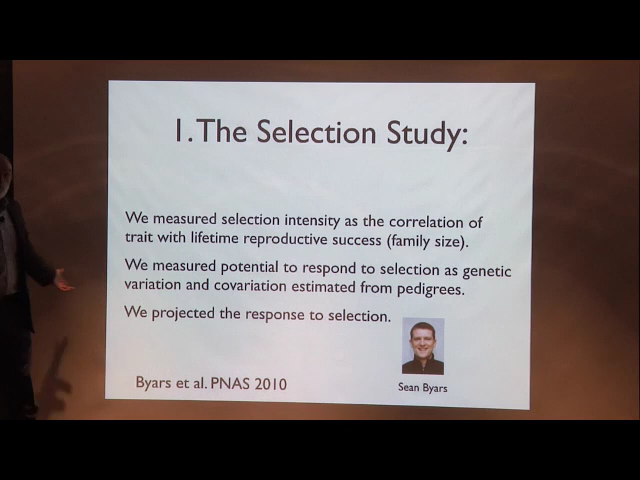 1. The Selection Study:
We measured selection intensity as the correlation of
trait with lifetime reproductive success (family size).
We measured potential to respond to selection as genetic
variation and covariation estimated from pedigrees.
We projected the response to selection.
Byars et al. PNAS 2010
Sean Byars